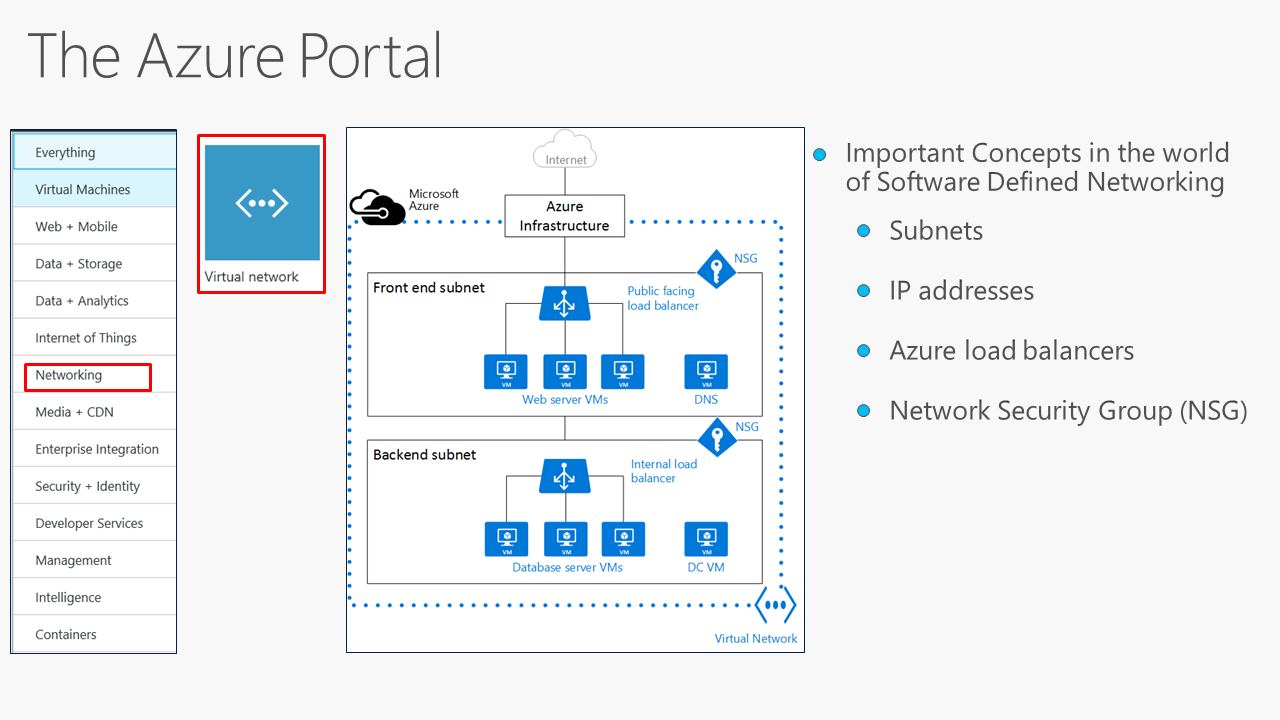 The Azure Portal
Everything
Virtual Machines
Web + Mobile
Data + Storage
Data + Analytics
Internet of Things
Networking
Media + CDN
Enterprise Integration
Security + Identity
Developer Services
Management
Intelligence
Containers
Virtual network
Internet
Microsoft
Azure
Azure
Infrastructure
NSG
Front end subnet
Public facing
load balancer
VM
VM
VM
VM
Web server VMs
DNS
NSG
Backend subnet
Internal load
balancer
VM
VM
VM
VM
Database server VMs
DC VM
Virtual Network
Important Concepts in the world
of Software Defined Networking
Subnets
IP addresses
Azure load balancers
Network Security Group (NSG)